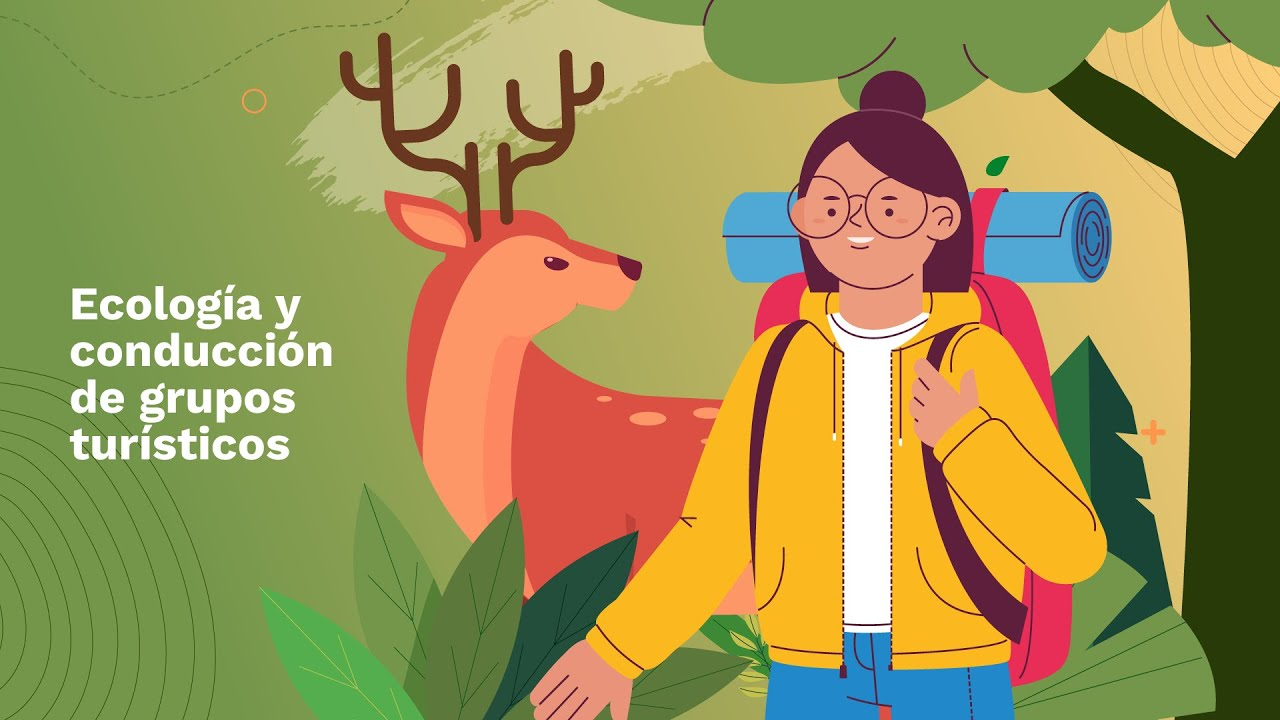 Ecología y
conducción
de grupos
turísticos